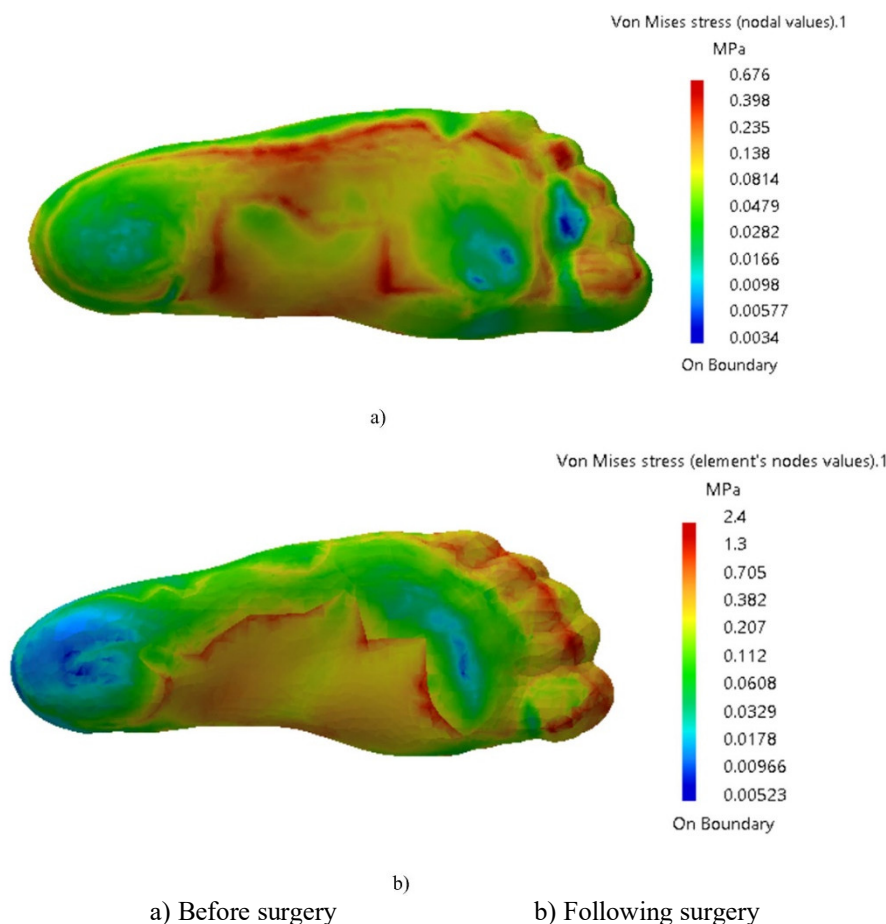 Von Mises stress (nodal values).1
MPa
0.676
0.398
0.235
0.138
0.0814
0.0479
0.0282
0.0166
0.0098
0.00577
0.0034
On Boundary
a)
Von Mises stress (element's nodes values).1
MPa
2.4
1.3
0.705
0.382
0.207
0.112
0.0608
0.0329
0.0178
0.00966
0.00523
On Boundary
b)
a) Before surgery b) Following surgery